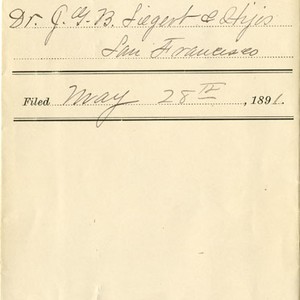 Dr. J. G. B. Siegert & Hijos
San Francisco
Filed May 28th, 1891.